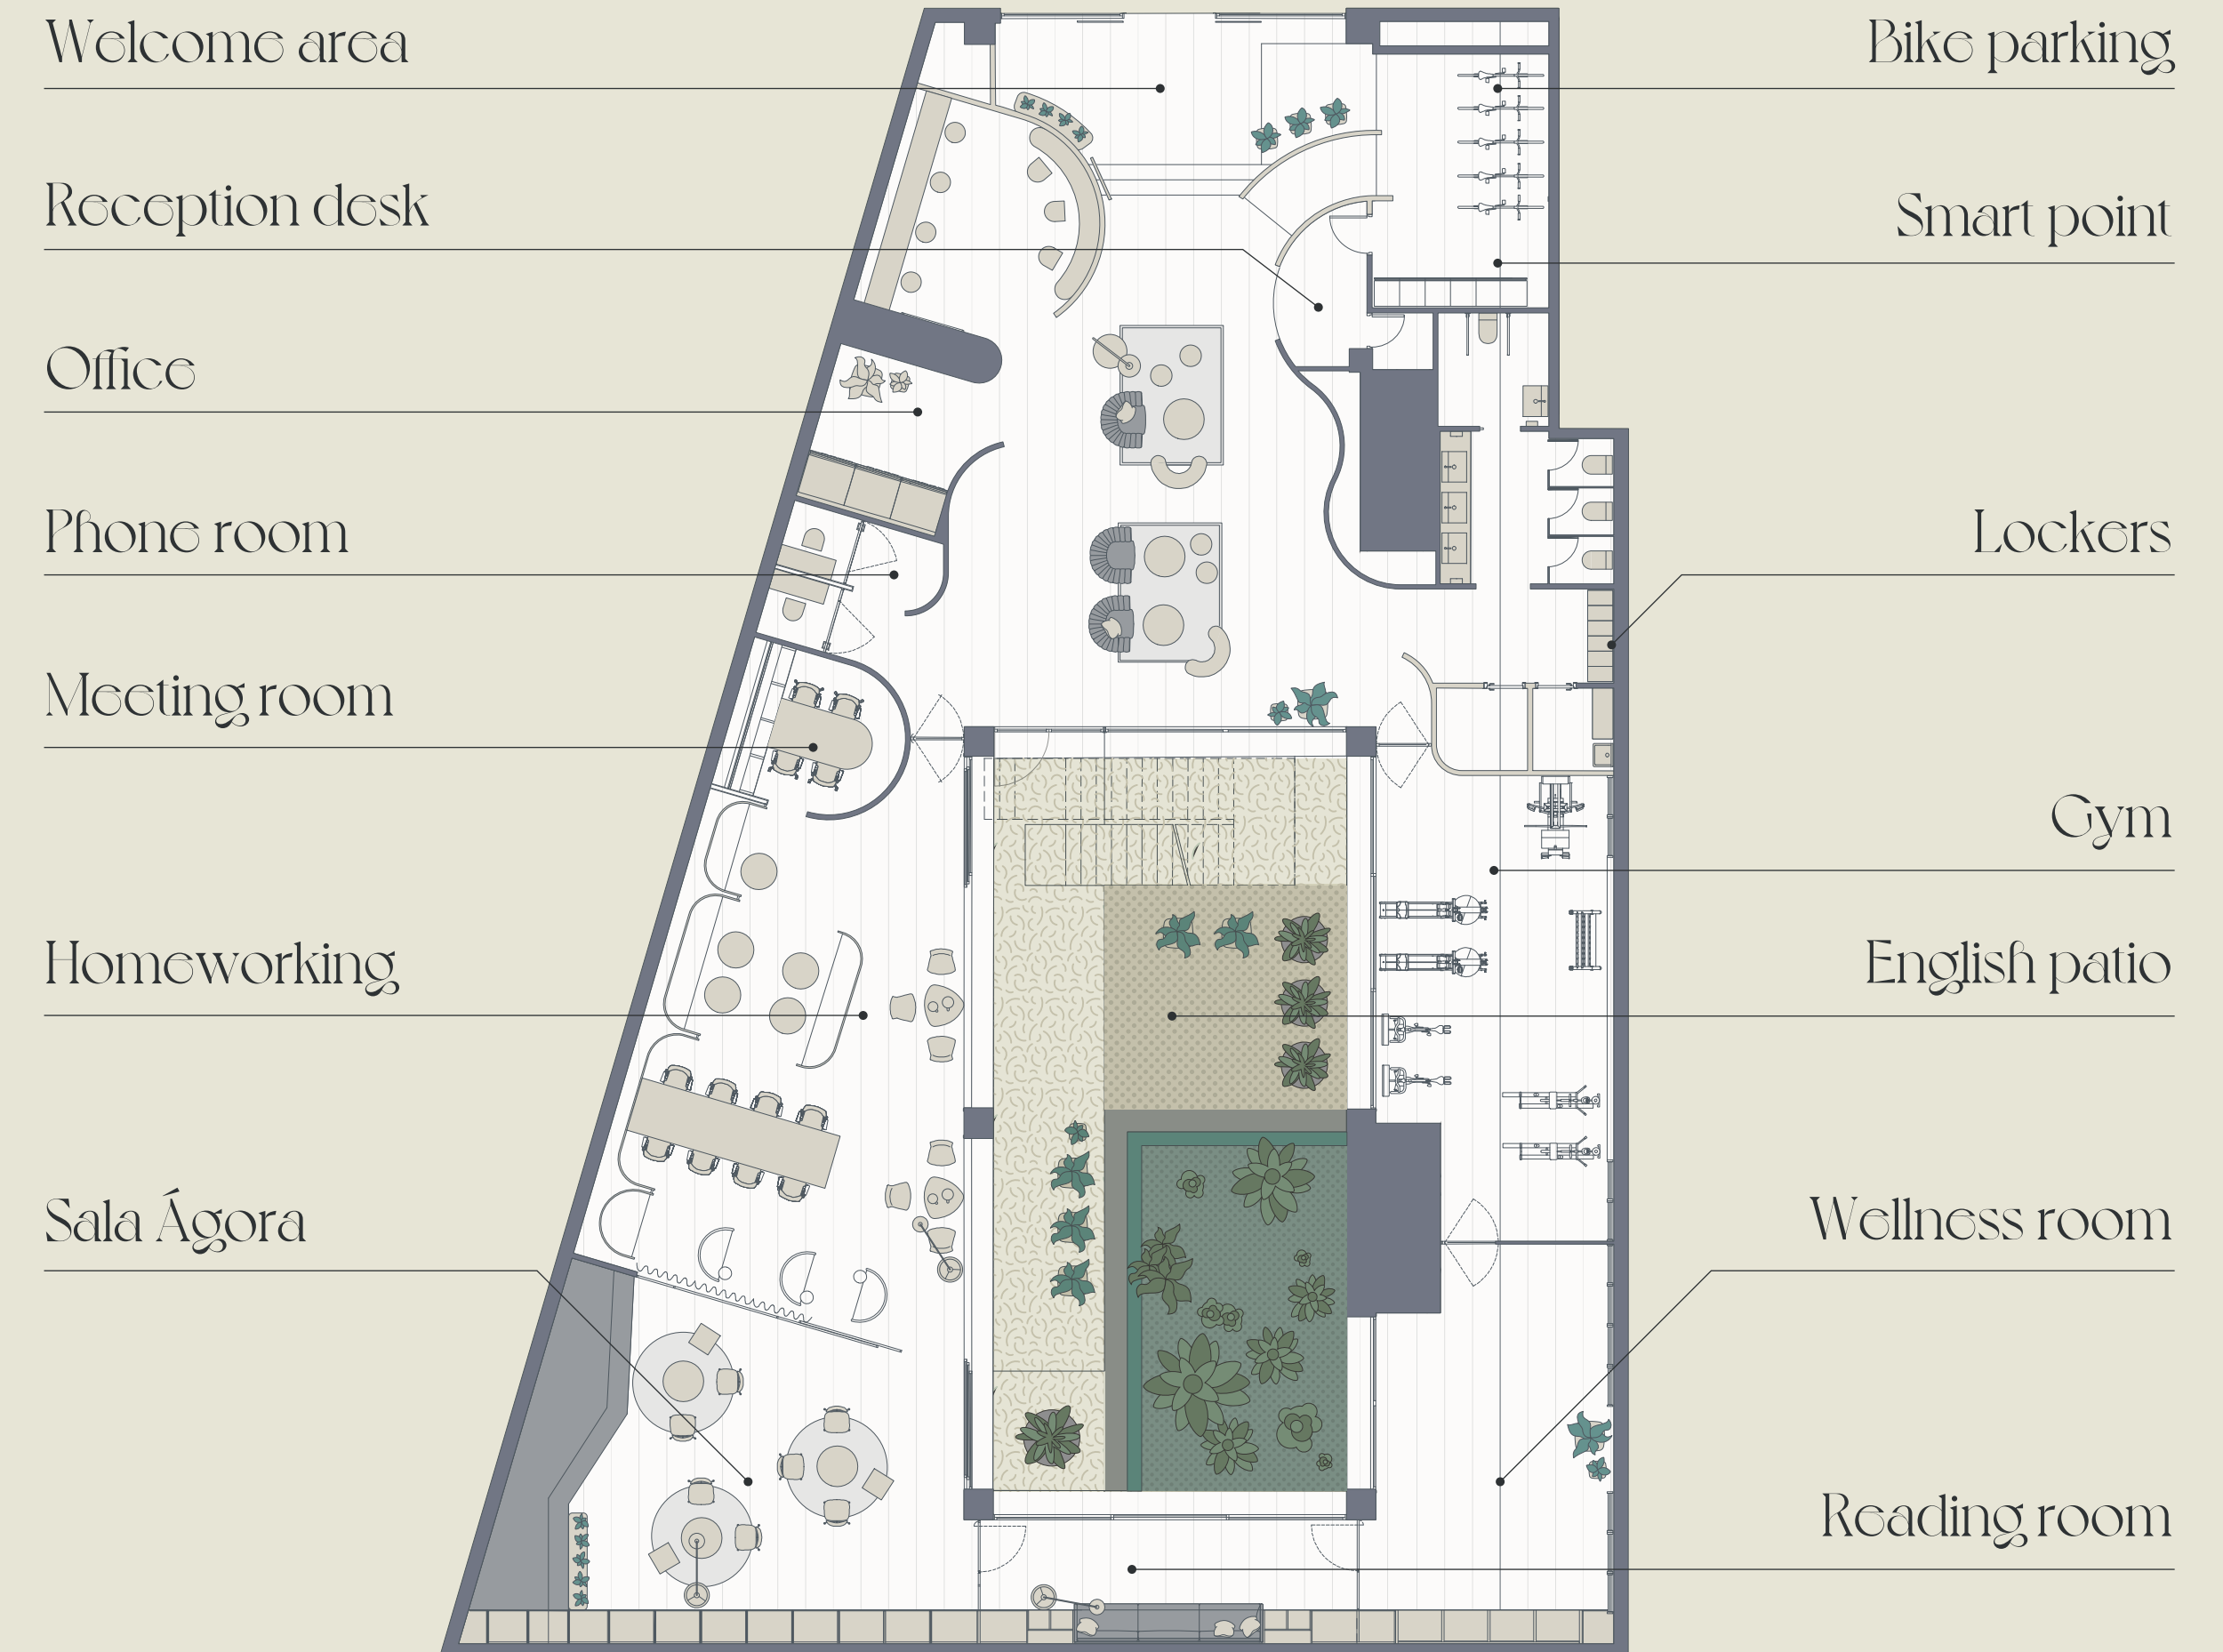 Welcome area
Reception desk
Office
Phone room
Meeting room
Homeworking
Sala Ágora
Bike parking
Smart point
Lockers
Gym
English patio
Wellness room
Reading room